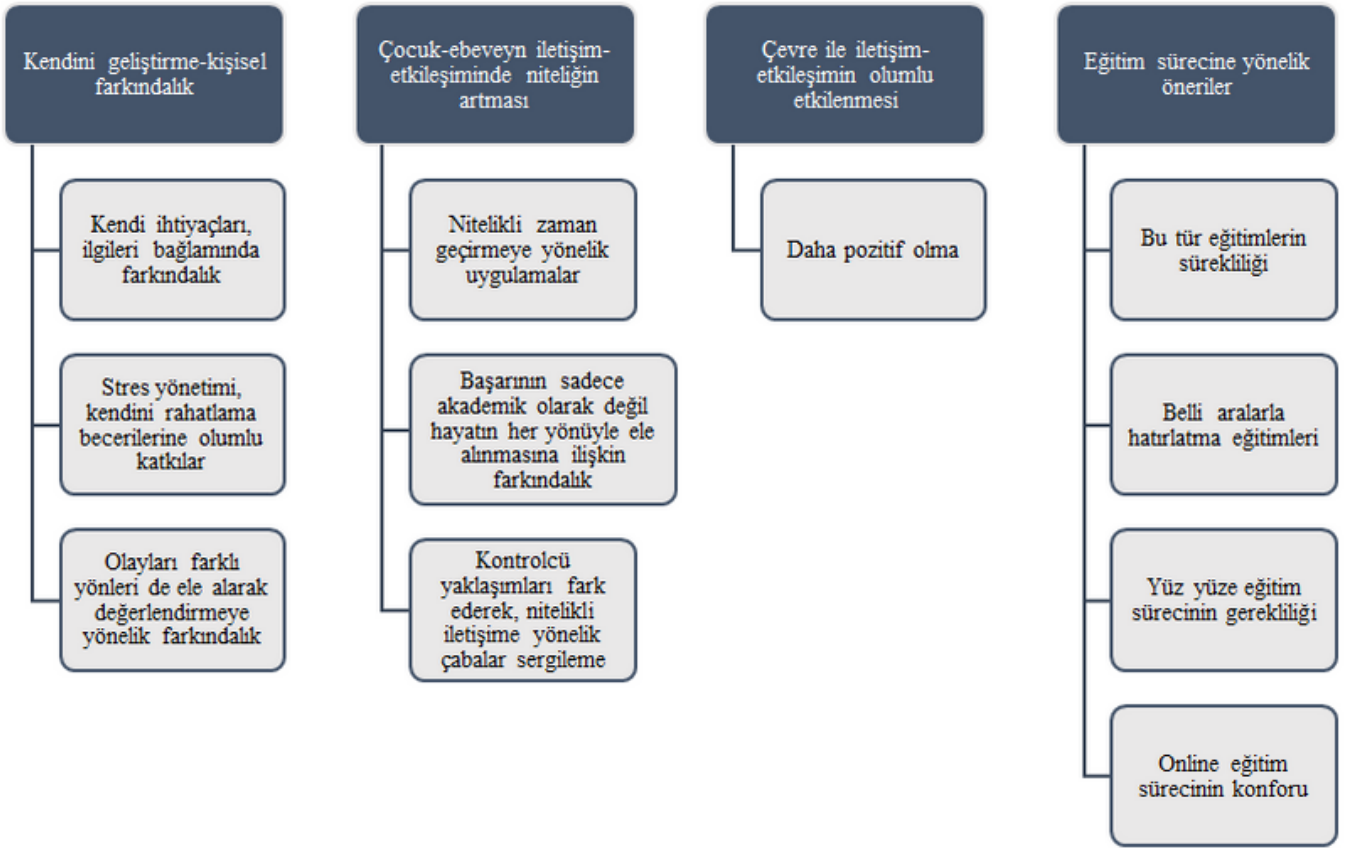 Kendini geliştirme-kişisel
farkındalık
Kendi ihtiyaçları,
ilgileri bağlamında
farkındalık
Stres yönetimi,
kendini rahatlama
becerilerine olumlu
katkılar
Olayları farklı
yönleri de ele alarak
değerlendirmeye
yönelik farkındalık
Çocuk-ebeveyn iletişim-
etkileşiminde niteliğin
artması
Nitelikli zaman
geçirmeye yönelik
uygulamalar
Başarının sadece
akademik olarak değil
hayatın her yönüyle ele
alınmasına ilişkin
farkındalık
Kontrolcü
yaklaşımları fark
ederek, nitelikli
iletişime yönelik
çabalar sergileme
Çevre ile iletişim-
etkileşimin olumlu
etkilenmesi
Daha pozitif olma
Eğitim sürecine yönelik
öneriler
Bu tür eğitimlerin
sürekliliği
Belli aralarla
hatırlatma eğitimleri
Yüz yüze eğitim
sürecinin gerekliliği
Online eğitim
sürecinin konforu